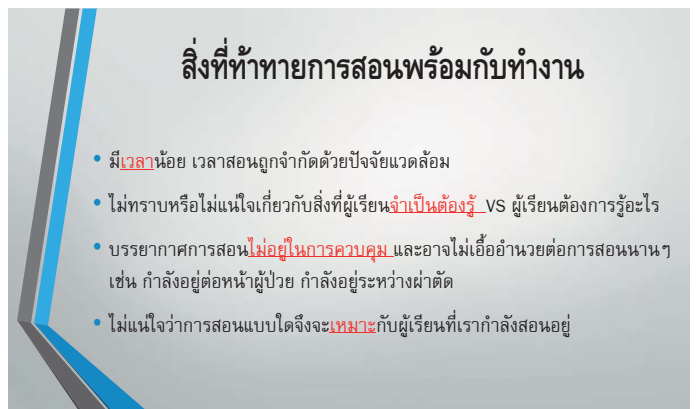 สิ่งที่ท้าทายการสอนพร้อมกับทำงาน
• มีเวลาน้อย เวลาสอนถูกจำกัดด้วยปัจจัยแวดล้อม
• ไม่ทราบหรือไม่แน่ใจเกี่ยวกับสิ่งที่ผู้เรียนจำเป็นต้องรู้ VS ผู้เรียนต้องการรู้อะไร
• บรรยากาศการสอนไม่อยู่ในการควบคุม และอาจไม่เอื้ออำนวยต่อการสอนนานๆ
เช่น กำลังอยู่ต่อหน้าผู้ป่วย กำลังอยู่ระหว่างผ่าตัด
• ไม่แน่ใจว่าการสอนแบบใดจึงจะเหมาะกับผู้เรียนที่เรากำลังสอนอยู่